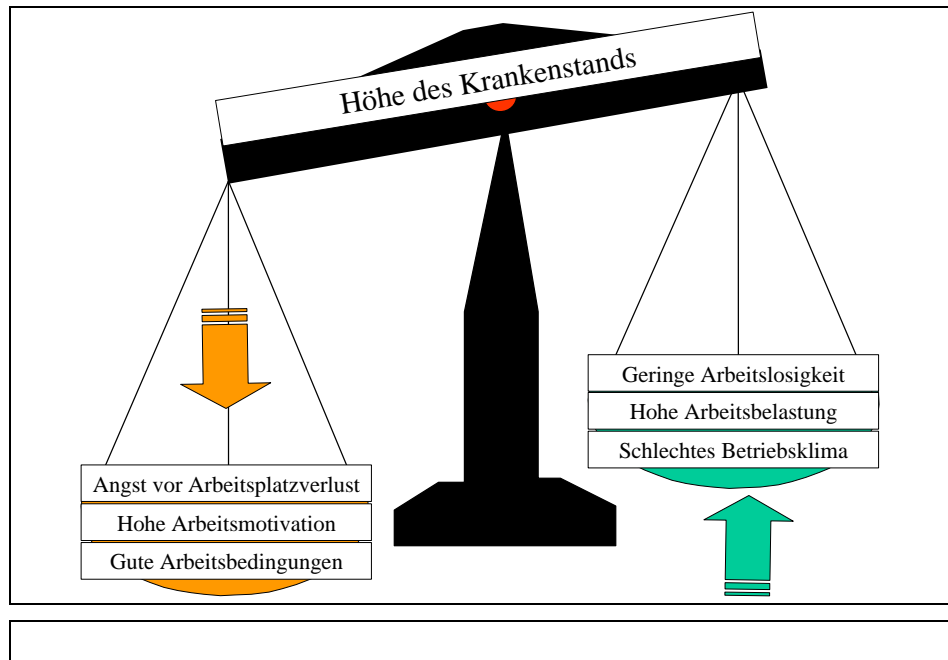 Höhe des Krankenstands
Angst vor Arbeitsplatzverlust
Hohe Arbeitsmotivation
Gute Arbeitsbedingungen
Geringe Arbeitslosigkeit
Hohe Arbeitsbelastung
Schlechtes Betriebsklima